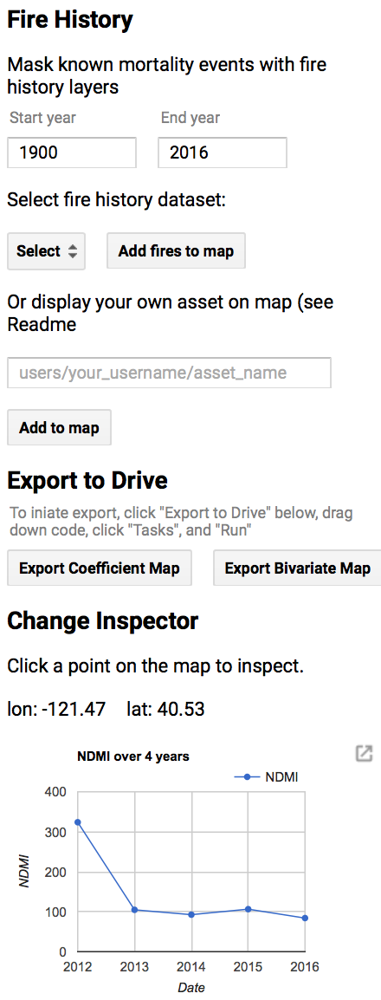 Fire History
Mask known mortality events with fire
history layers
Start year End year
1900 2016
Select fire history dataset:
Select Add fires to map
Or display your own asset on map (see
Readme
users/your_username/asset_name
Add to map
Export to Drive
To iniate export, click "Export to Drive" below, drag
down code, click "Tasks", and "Run"
Export Coefficient Map Export Bivariate Map
Change Inspector
Click a point on the map to inspect.
lon: -121.47 lat: 40.53
NDMI over 4 years
NDMI
400
300
200
100
0
NDMI
2012 2013 2014 2015 2016
Date